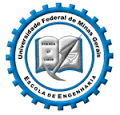 Universidade Federal de Minas Gerais
ESCOLA DE ENGENHARIA